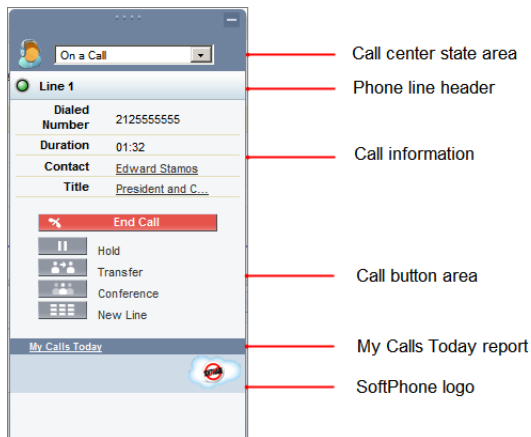 On a Call
Call center state area
Line 1
Phone line header
Dialed Number
2125555555
Duration
01:32
Call information
Contact
Edward Stamos
Title
President and C...
End Call
Hold
Transfer
Call button area
Conference
New Line
My Calls Today
My Calls Today report
SoftPhone logo